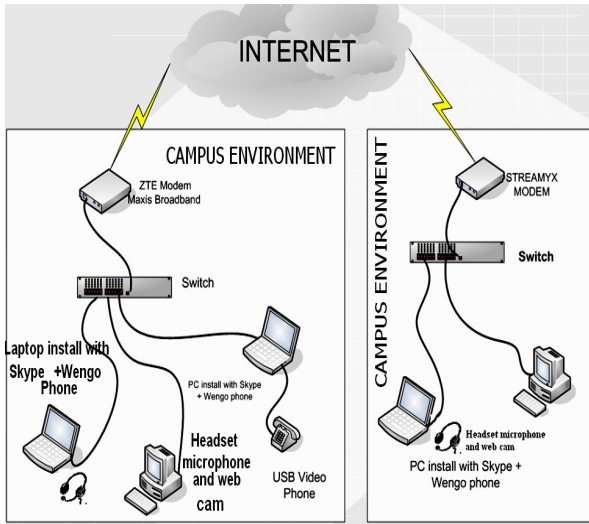 INTERNET
CAMPUS ENVIRONMENT
ZTE Modem
Maxis Broadband
Switch
Laptop install with
Skype +Wengo
Phone
PC install with Skype
+ Wengo phone
Headset
microphone
and web
cam
USB Video
Phone
CAMPUS ENVIRONMENT
STREAMYX
MODEM
Switch
Headset microphone
and web cam
PC install with Skype +
Wengo phone